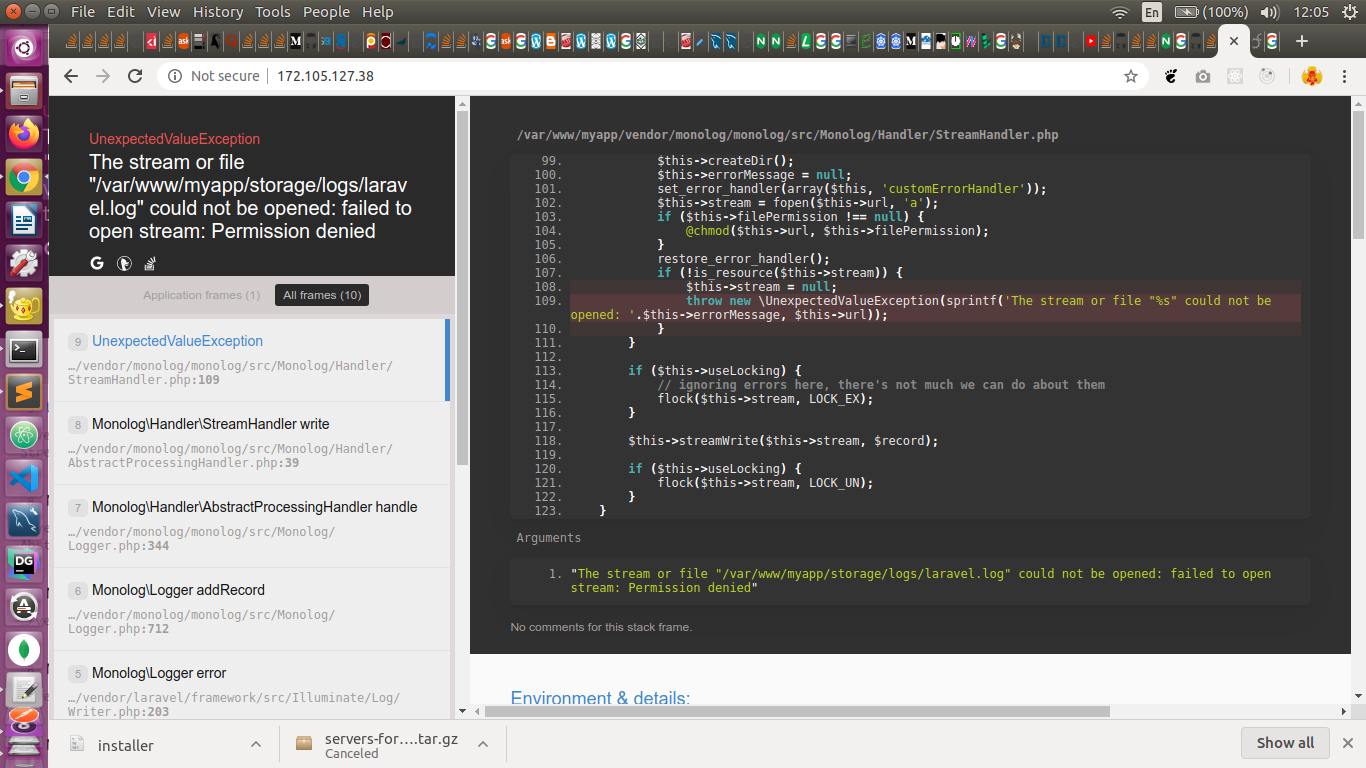 File Edit View History Tools People Help
En
(100%)
12:05
Not secure
172.105.127.38
UnexpectedValueException
The stream or file
"/var/www/myapp/storage/logs/larav
el.log" could not be opened: failed to
open stream: Permission denied
Application frames (1)
All frames (10)
9 UnexpectedValueException
…/vendor/monolog/monolog/src/Monolog/Handler/
StreamHandler.php:109
8 Monolog\Handler\StreamHandler write
…/vendor/monolog/monolog/src/Monolog/Handler/
AbstractProcessingHandler.php:39
7 Monolog\Handler\AbstractProcessingHandler handle
…/vendor/monolog/monolog/src/Monolog/
Logger.php:344
6 Monolog\Logger addRecord
…/vendor/monolog/monolog/src/Monolog/
Logger.php:712
5 Monolog\Logger error
…/vendor/laravel/framework/src/Illuminate/Log/
Writer.php:203
/var/www/myapp/vendor/monolog/monolog/src/Monolog/Handler/StreamHandler.php
99. $this->createDir();
100. $this->errorMessage = null;
101. set_error_handler(array($this, 'customErrorHandler'));
102. $this->stream = fopen($this->url, 'a');
103. if ($this->filePermission !== null) {
104. @chmod($this->url, $this->filePermission);
105. }
106. restore_error_handler();
107. if (!is_resource($this->stream)) {
108. $this->stream = null;
109. throw new \UnexpectedValueException(sprintf('The stream or file "%s" could not be
opened: '.$this->errorMessage, $this->url));
110. }
111. }
112.
113. if ($this->useLocking) {
114. // ignoring errors here, there's not much we can do about them
115. flock($this->stream, LOCK_EX);
116. }
117.
118. $this->streamWrite($this->stream, $record);
119.
120. if ($this->useLocking) {
121. flock($this->stream, LOCK_UN);
122. }
123. }
Arguments
1. "The stream or file "/var/www/myapp/storage/logs/laravel.log" could not be opened: failed to open
stream: Permission denied"
No comments for this stack frame.
Environment & details:
installer
servers-for-….tar.gz
Canceled
Show all
DG